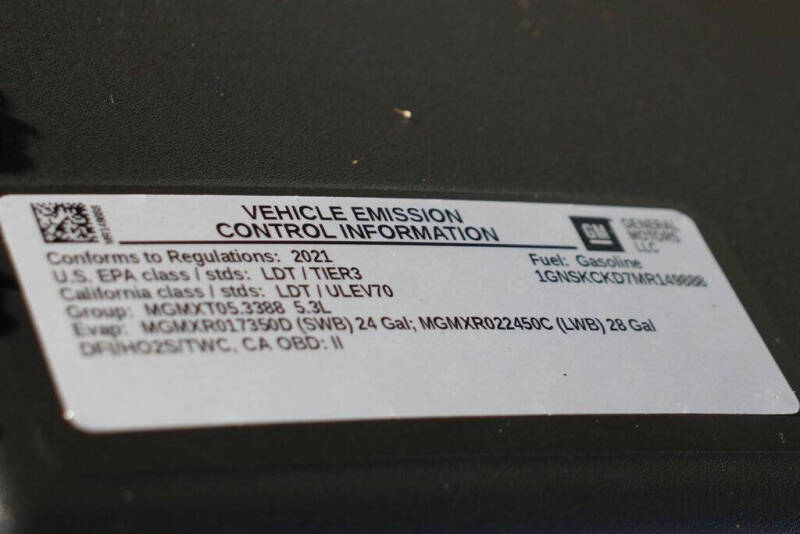 MR149888
VEHICLE EMISSION
CONTROL INFORMATION
GM
GENERAL
MOTORS
LLC
Conforms to Regulations: 2021
Fuel: Gasoline
U.S. EPA class / stds: LDT / TIER3
1GNSKCKD7MR149888
California class / stds: LDT / ULEV70
Group: MGMXT05.3388 5.3L
Evap: MGMXR017350D (SWB) 24 Gal; MGMXR022450C (LWB) 28 Gal
DFI/HO2S/TWC, CA OBD: II